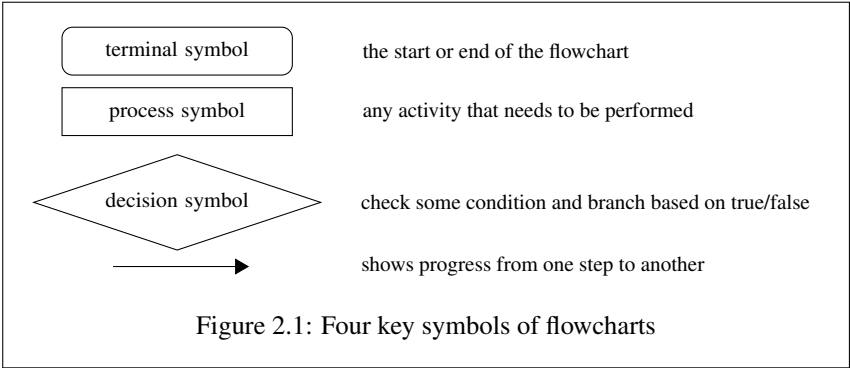 terminal symbol the start or end of the flowchart
process symbol any activity that needs to be performed
decision symbol check some condition and branch based on true/false
shows progress from one step to another
Figure 2.1: Four key symbols of flowcharts